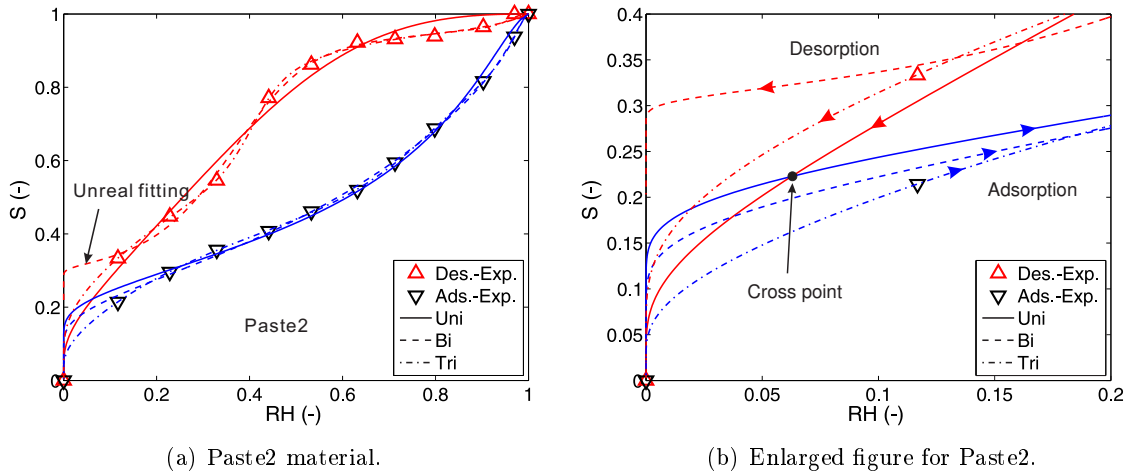 1
0.8
0.6
0.4
0.2
0
S (-)
0
0.2
0.4
0.6
0.8
1
RH (-)
Unreal fitting
Paste2
Des.-Exp.
Ads.-Exp.
Uni
Bi
Tri
(a) Paste2 material.
0.4
0.35
0.3
0.25
0.2
0.15
0.1
0.05
0
S (-)
0
0.05
0.1
0.15
0.2
RH (-)
Desorption
Adsorption
Cross point
Des.-Exp.
Ads.-Exp.
Uni
Bi
Tri
(b) Enlarged figure for Paste2.